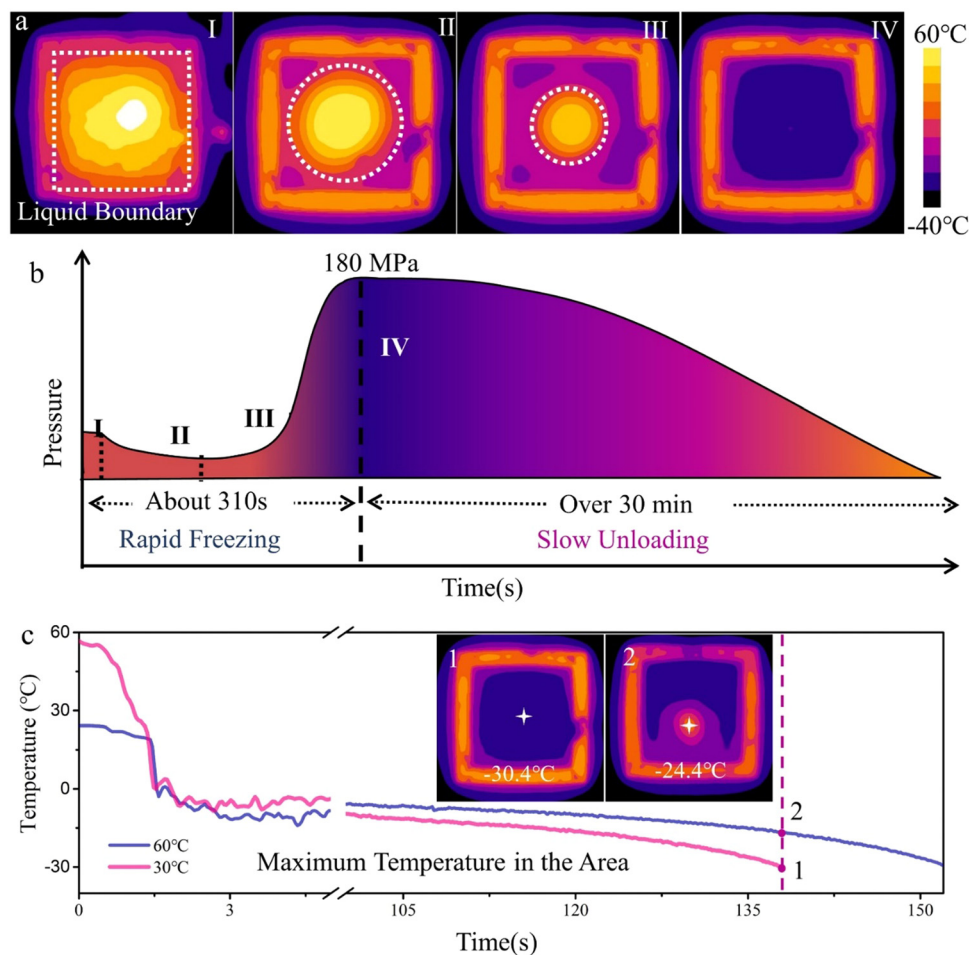 a
I
II
III
IV
60℃
-40℃
Liquid Boundary
b
180 MPa
I
II
III
IV
Pressure
About 310s
Over 30 min
Rapid Freezing
Slow Unloading
Time(s)
c
60
30
0
-30
Temperature (°C)
1
2
-30.4℃
-24.4℃
2
1
60℃
30℃
Maximum Temperature in the Area
0
3
105
120
135
150
Time(s)